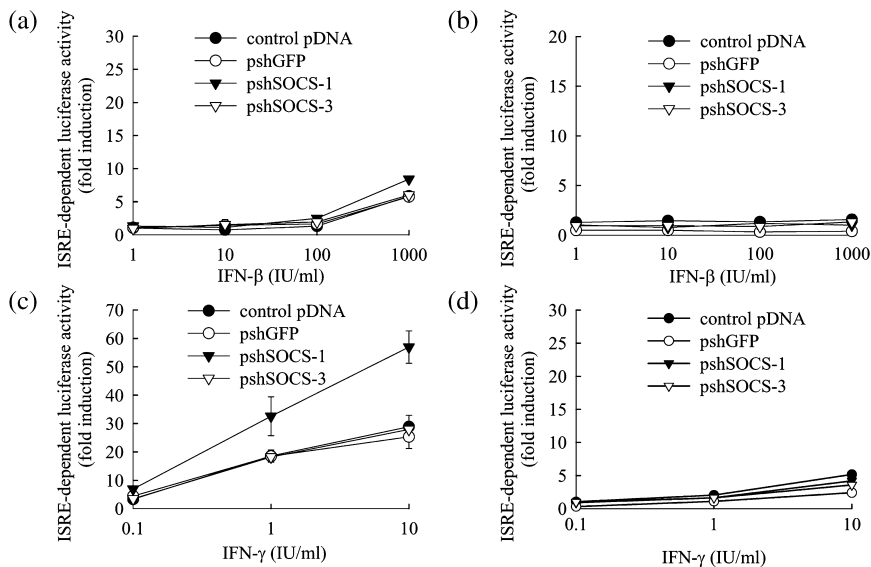 (a)
ISRE-dependent luciferase activity
(fold induction)
30
25
20
15
10
5
0
control pDNA
pshGFP
pshSOCS-1
pshSOCS-3
1
10
100
1000
IFN-β (IU/ml)
(b)
ISRE-dependent luciferase activity
(fold induction)
20
15
10
5
0
control pDNA
pshGFP
pshSOCS-1
pshSOCS-3
1
10
100
1000
IFN-β (IU/ml)
(c)
ISRE-dependent luciferase activity
(fold induction)
70
60
50
40
30
20
10
0
control pDNA
pshGFP
pshSOCS-1
pshSOCS-3
0.1
1
10
IFN-γ (IU/ml)
(d)
ISRE-dependent luciferase activity
(fold induction)
30
25
20
15
10
5
0
control pDNA
pshGFP
pshSOCS-1
pshSOCS-3
0.1
1
10
IFN-γ (IU/ml)